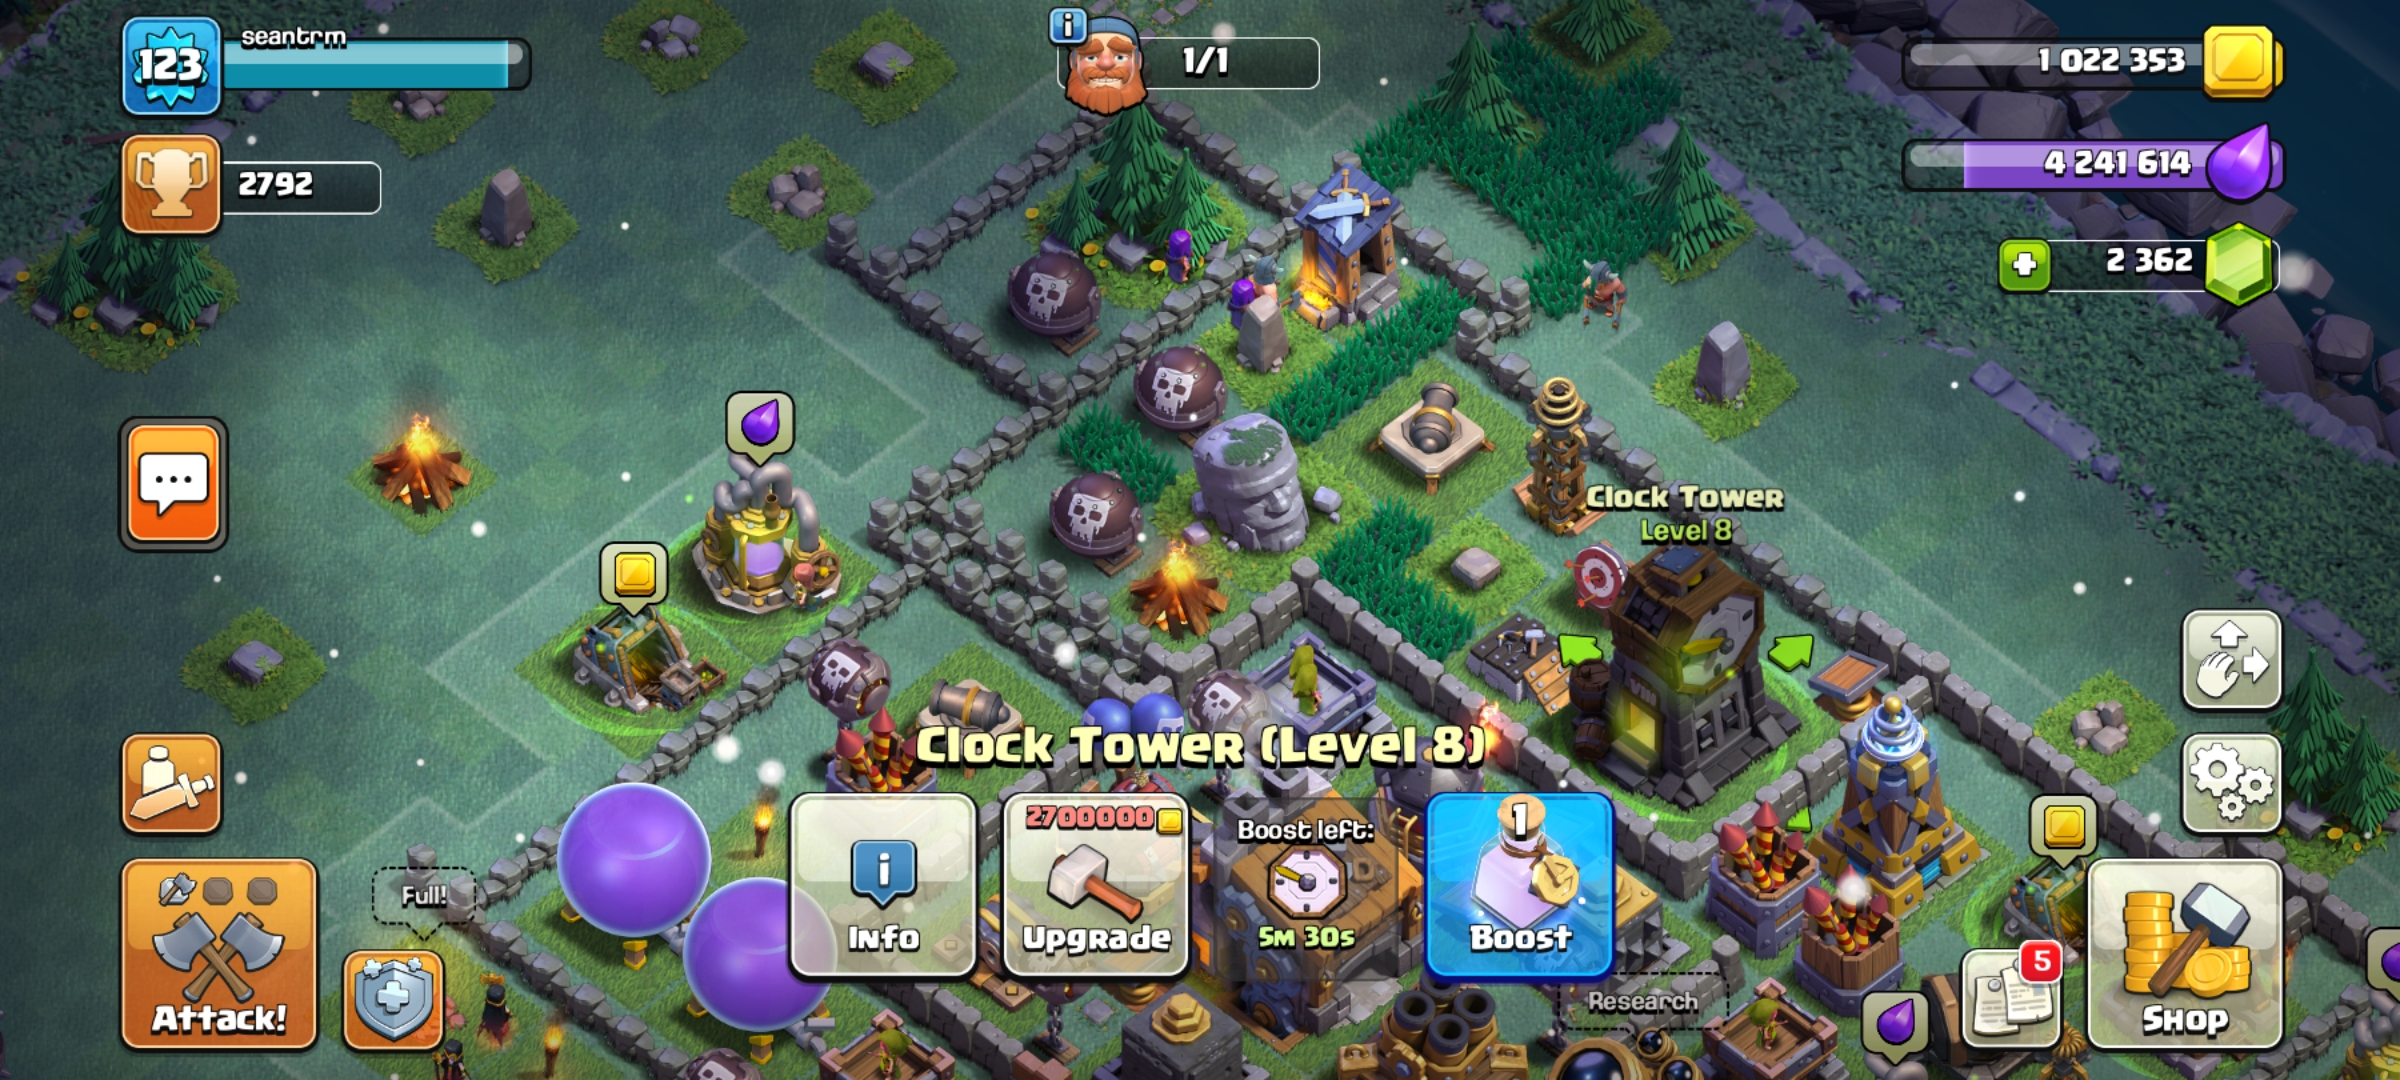 123
seantrm
1/1
1 022 353
2792
4 241 614
2 362
Clock Tower
Level 8
Clock Tower (Level 8)
Full!
Attack!
Info
2700000
Upgrade
Boost left:
5m 30s
1
Boost
Research
5
Shop